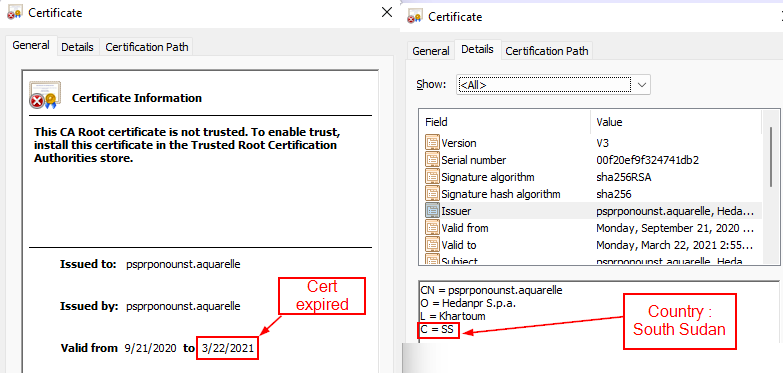 Certificate
General Details Certification Path
Certificate Information
This CA Root certificate is not trusted. To enable trust,
install this certificate in the Trusted Root Certification
Authorities store.
Issued to: psprponounst.aquarelle
Issued by: psprponounst.aquarelle
Valid from 9/21/2020 to 3/22/2021
Cert
expired
Certificate
General Details Certification Path
Show: <All>
Field Value
Version V3
Serial number 00f20ef9f324741db2
Signature algorithm sha256RSA
Signature hash algorithm sha256
Issuer psprponounst.aquarelle, Heda...
Valid from Monday, September 21, 2020 ...
Valid to Monday, March 22, 2021 2:55...
Subject psprponounst.aquarelle, Heda...
CN = psprponounst.aquarelle
O = Hedanpr S.p.a.
L = Khartoum
C = SS
Country :
South Sudan